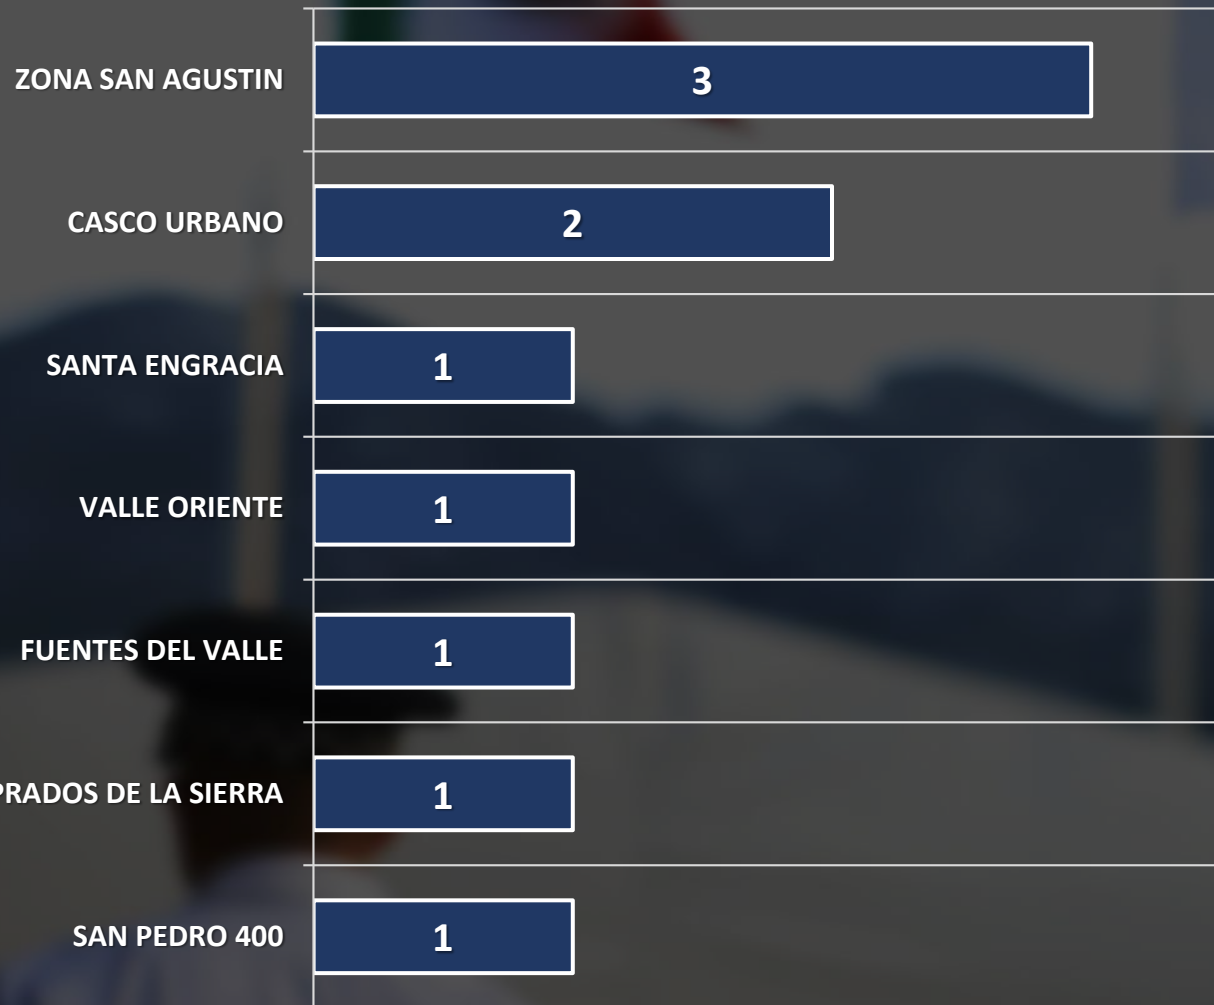 ZONA SAN AGUSTIN 3
CASCO URBANO 2
SANTA ENGRACIA 1
VALLE ORIENTE 1
FUENTES DEL VALLE 1
PRADOS DE LA SIERRA 1
SAN PEDRO 400 1